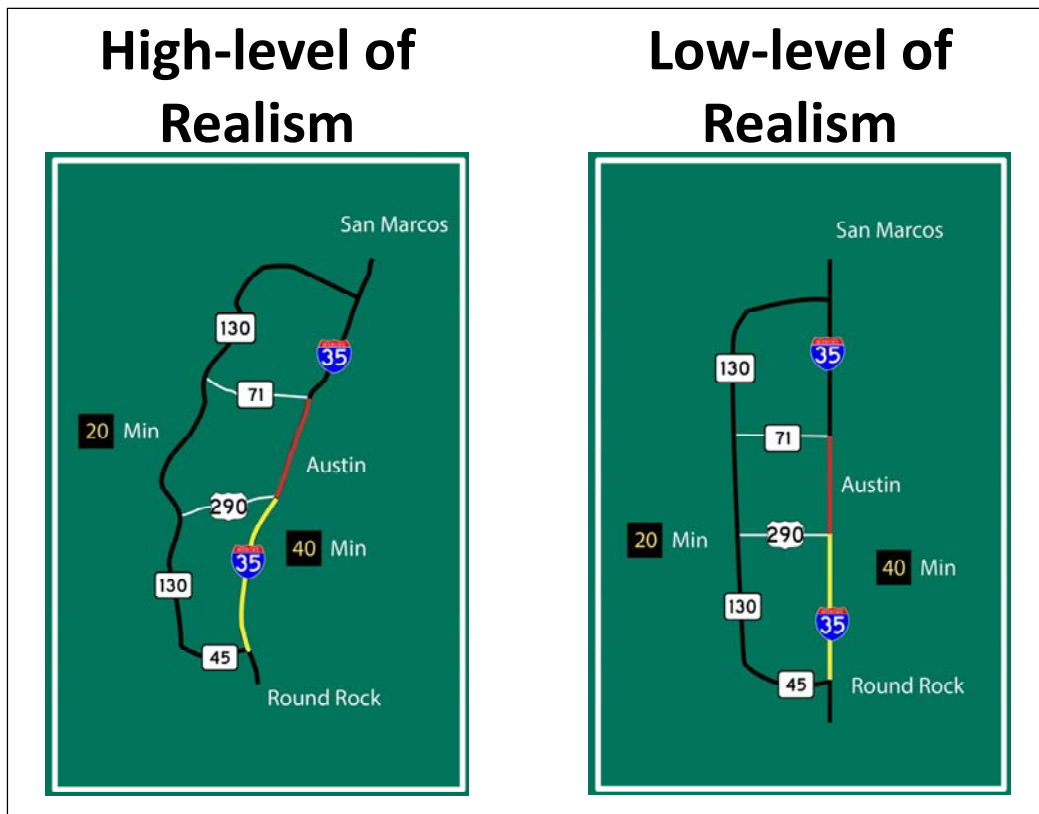 High-level of
Realism
San Marcos
130
35
71
20 Min
Austin
290
40 Min
35
130
45
Round Rock
Low-level of
Realism
San Marcos
35
130
71
Austin
290
20 Min
40 Min
130
35
45
Round Rock